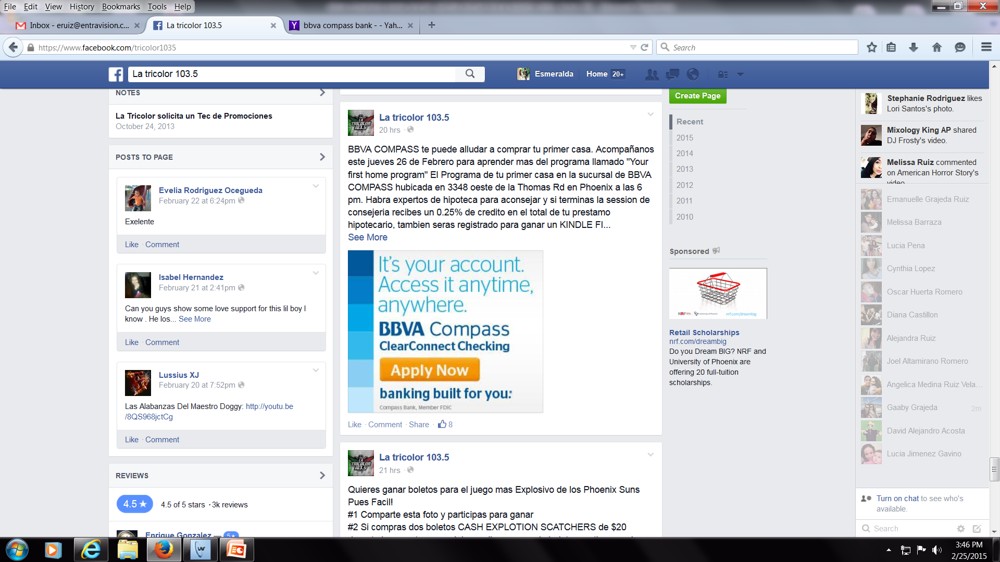 File Edit View History Bookmarks Tools Help
Inbox - eruiz@entravision.c... La tricolor 103.5 bbva compass bank - - Yah...
https://www.facebook.com/tricolor1035 Search
La tricolor 103.5 Esmeralda Home 20+
NOTES
La Tricolor solicita un Tec de Promociones
October 24, 2013
POSTS TO PAGE
Evelia Rodriguez Ocegueda
February 22 at 6:24pm
Exelente
Like · Comment
Isabel Hernandez
February 21 at 2:41pm
Can you guys show some love support for this lil boy I
know . He los... See More
Like · Comment
Lussius XJ
February 20 at 7:52pm
Las Alabanzas Del Maestro Doggy: http://youtu.be
/8QS968jctCg
Like · Comment
REVIEWS
4.5 ★ 4.5 of 5 stars · 3k reviews
Enrique Gonzalez — 5★
La tricolor 103.5
20 hrs ·
BBVA COMPASS te puede alludar a comprar tu primer casa. Acompañanos
este jueves 26 de Febrero para aprender mas del programa llamado "Your
first home program" El Programa de tu primer casa en la sucursal de BBVA
COMPASS hubicada en 3348 oeste de la Thomas Rd en Phoenix a las 6
pm. Habra expertos de hipoteca para aconsejar y si terminas la session de
consejeria recibes un 0.25% de credito en el total de tu prestamo
hipotecario, tambien seras registrado para ganar un KINDLE FI...
See More
It's your account.
Access it anytime,
anywhere.
BBVA Compass
ClearConnect Checking
Apply Now
banking built for you:
Compass Bank, Member FDIC
Like · Comment · Share · 8
La tricolor 103.5
21 hrs ·
Quieres ganar boletos para el juego mas Explosivo de los Phoenix Suns
Pues Facil!
#1 Comparte esta foto y participas para ganar
#2 Si compras dos boletos CASH EXPLOTION SCATCHERS de $20
LA
TRICOLOR
103.5
Create Page
Recent
2015
2014
2013
2012
2011
2010
Sponsored
NRF University of Phoenix nrf.com/dreambig
Retail Scholarships
nrf.com/dreambig
Do you Dream BIG? NRF and
University of Phoenix are
offering 20 full-tuition
scholarships.
Stephanie Rodriguez likes
Lori Santos's photo.
Mixology King AP shared
DJ Frosty's video.
Melissa Ruiz commented
on American Horror Story's
video
Emanuelle Grajeda Ruiz
Melissa Barraza
Lucia Pena
Cynthia Lopez
Oscar Huerta Romero
Diana Castillon
Alejandra Ruiz
Joel Altamirano Romero
Angelica Medina Ruiz Vela...
Gaaby Grajeda 2m
David Alejandro Acosta
Lucia Jimenez Gavino
Turn on chat to see who's
available.
Search
3:46 PM
2/25/2015